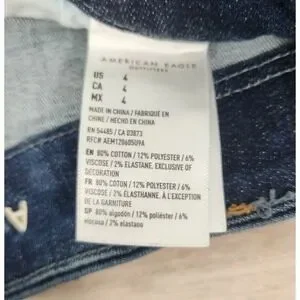 AMERICAN EAGLE
OUTFITTERS
US 4
CA 4
MX 4
MADE IN CHINA / FABRIQUÉ EN
CHINE / HECHO EN CHINA
RN 54485 / CA 03873
RFC# AEM120605U9A
EN 80% COTTON / 12% POLYESTER / 6%
VISCOSE / 2% ELASTANE. EXCLUSIVE OF
DECORATION
FR 80% COTON / 12% POLYESTER / 6%
VISCOSE / 2% ELASTHANNE. À L'EXCEPTION
DE LA GARNITURE
SP 80% algodón / 12% poliéster / 6%
viscosa / 2% elastano